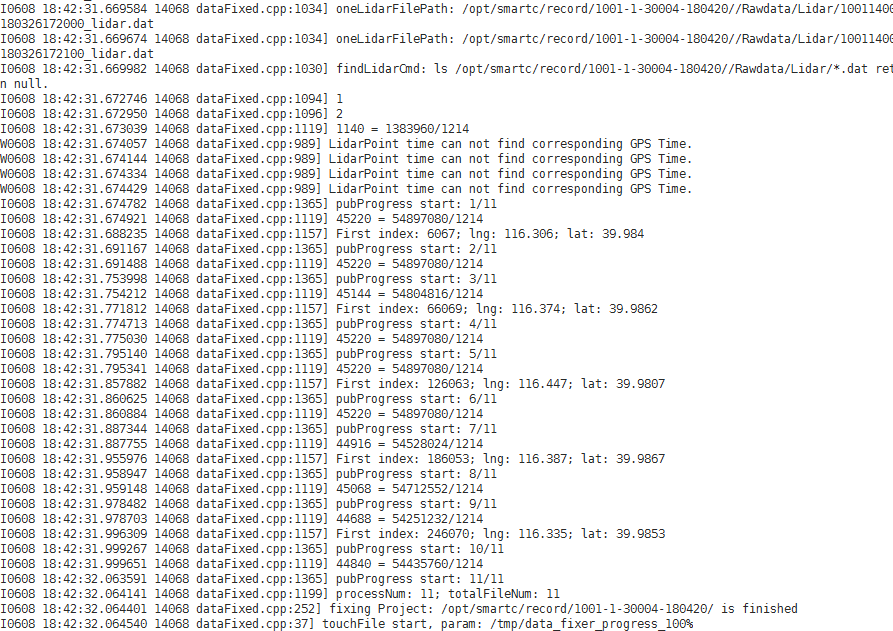 I0608 18:42:31.669584 14068 dataFixed.cpp:1034] oneLidarFilePath: /opt/smartc/record/1001-1-30004-180420//Rawdata/Lidar/10011400
180326172000_lidar.dat
I0608 18:42:31.669674 14068 dataFixed.cpp:1034] oneLidarFilePath: /opt/smartc/record/1001-1-30004-180420//Rawdata/Lidar/10011400
180326172100_lidar.dat
I0608 18:42:31.669982 14068 dataFixed.cpp:1030] findLidarCmd: ls /opt/smartc/record/1001-1-30004-180420//Rawdata/Lidar/*.dat ret
n null.
I0608 18:42:31.672746 14068 dataFixed.cpp:1094] 1
I0608 18:42:31.672950 14068 dataFixed.cpp:1096] 2
I0608 18:42:31.673039 14068 dataFixed.cpp:1119] 1140 = 1383960/1214
W0608 18:42:31.674057 14068 dataFixed.cpp:989] LidarPoint time can not find corresponding GPS Time.
W0608 18:42:31.674144 14068 dataFixed.cpp:989] LidarPoint time can not find corresponding GPS Time.
W0608 18:42:31.674334 14068 dataFixed.cpp:989] LidarPoint time can not find corresponding GPS Time.
W0608 18:42:31.674429 14068 dataFixed.cpp:989] LidarPoint time can not find corresponding GPS Time.
I0608 18:42:31.674782 14068 dataFixed.cpp:1365] pubProgress start: 1/11
I0608 18:42:31.674921 14068 dataFixed.cpp:1119] 45220 = 54897080/1214
I0608 18:42:31.688235 14068 dataFixed.cpp:1157] First index: 6067; lng: 116.306; lat: 39.984
I0608 18:42:31.691167 14068 dataFixed.cpp:1365] pubProgress start: 2/11
I0608 18:42:31.691488 14068 dataFixed.cpp:1119] 45220 = 54897080/1214
I0608 18:42:31.753998 14068 dataFixed.cpp:1365] pubProgress start: 3/11
I0608 18:42:31.754212 14068 dataFixed.cpp:1119] 45144 = 54804816/1214
I0608 18:42:31.771812 14068 dataFixed.cpp:1157] First index: 66069; lng: 116.374; lat: 39.9862
I0608 18:42:31.774713 14068 dataFixed.cpp:1365] pubProgress start: 4/11
I0608 18:42:31.775030 14068 dataFixed.cpp:1119] 45220 = 54897080/1214
I0608 18:42:31.795140 14068 dataFixed.cpp:1365] pubProgress start: 5/11
I0608 18:42:31.795341 14068 dataFixed.cpp:1119] 45220 = 54897080/1214
I0608 18:42:31.857882 14068 dataFixed.cpp:1157] First index: 126063; lng: 116.447; lat: 39.9807
I0608 18:42:31.860625 14068 dataFixed.cpp:1365] pubProgress start: 6/11
I0608 18:42:31.860884 14068 dataFixed.cpp:1119] 45220 = 54897080/1214
I0608 18:42:31.887344 14068 dataFixed.cpp:1365] pubProgress start: 7/11
I0608 18:42:31.887755 14068 dataFixed.cpp:1119] 44916 = 54528024/1214
I0608 18:42:31.955976 14068 dataFixed.cpp:1157] First index: 186053; lng: 116.387; lat: 39.9867
I0608 18:42:31.958947 14068 dataFixed.cpp:1365] pubProgress start: 8/11
I0608 18:42:31.959148 14068 dataFixed.cpp:1119] 45068 = 54712552/1214
I0608 18:42:31.978482 14068 dataFixed.cpp:1365] pubProgress start: 9/11
I0608 18:42:31.978703 14068 dataFixed.cpp:1119] 44688 = 54251232/1214
I0608 18:42:31.996309 14068 dataFixed.cpp:1157] First index: 246070; lng: 116.335; lat: 39.9853
I0608 18:42:31.999267 14068 dataFixed.cpp:1365] pubProgress start: 10/11
I0608 18:42:31.999651 14068 dataFixed.cpp:1119] 44840 = 54435760/1214
I0608 18:42:32.063591 14068 dataFixed.cpp:1365] pubProgress start: 11/11
I0608 18:42:32.064141 14068 dataFixed.cpp:1199] processNum: 11; totalFileNum: 11
I0608 18:42:32.064401 14068 dataFixed.cpp:252] fixing Project: /opt/smartc/record/1001-1-30004-180420/ is finished
I0608 18:42:32.064540 14068 dataFixed.cpp:37] touchFile start, param: /tmp/data_fixer_progress_100%